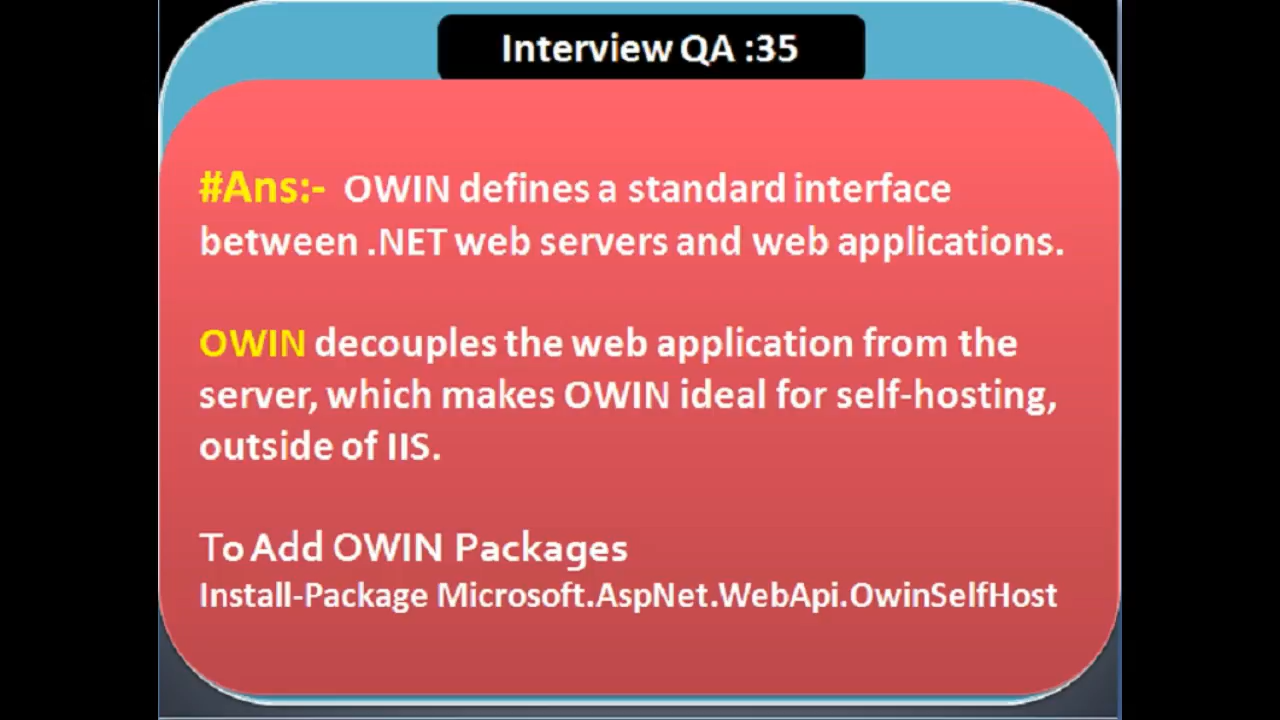 Interview QA :35
#Ans:- OWIN defines a standard interface
between .NET web servers and web applications.
OWIN decouples the web application from the
server, which makes OWIN ideal for self-hosting,
outside of IIS.
To Add OWIN Packages
Install-Package Microsoft.AspNet.WebApi.OwinSelfHost